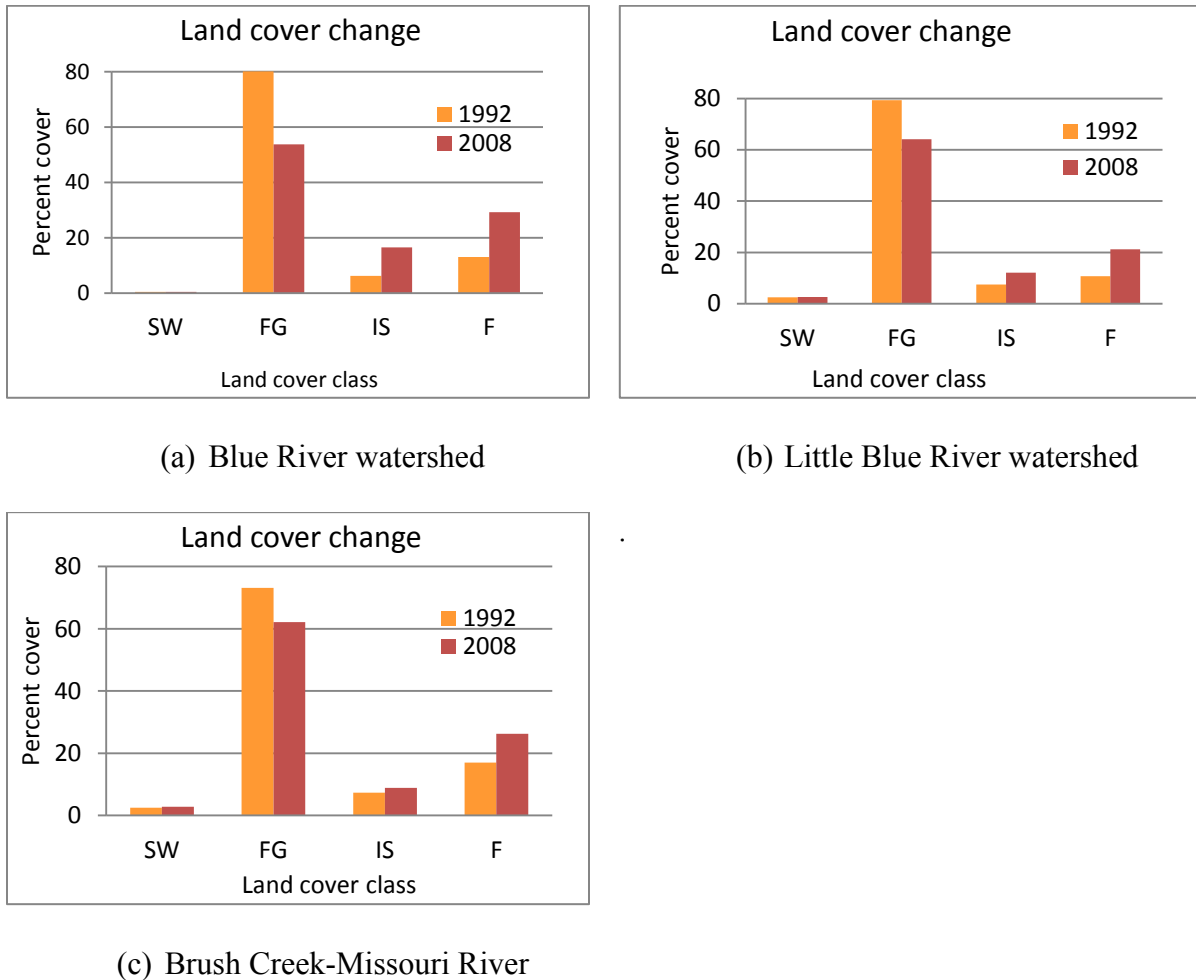 Land cover change
80
60
40
20
0
Percent cover
1992
2008
SW FG IS F
Land cover class
(a) Blue River watershed
Land cover change
80
60
40
20
0
Percent cover
1992
2008
SW FG IS F
Land cover class
(b) Little Blue River watershed
Land cover change
80
60
40
20
0
Percent cover
1992
2008
SW FG IS F
Land cover class
.
(c) Brush Creek-Missouri River